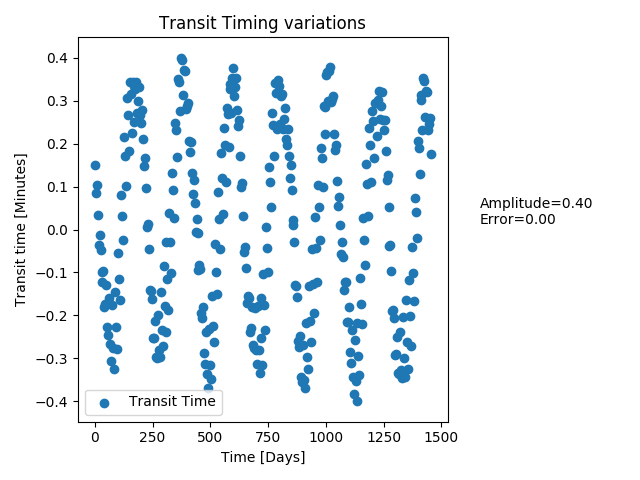 Transit Timing variations
0.4
0.3
0.2
0.1
0.0
−0.1
−0.2
−0.3
−0.4
Transit time [Minutes]
Amplitude=0.40
Error=0.00
Transit Time
0 250 500 750 1000 1250 1500
Time [Days]